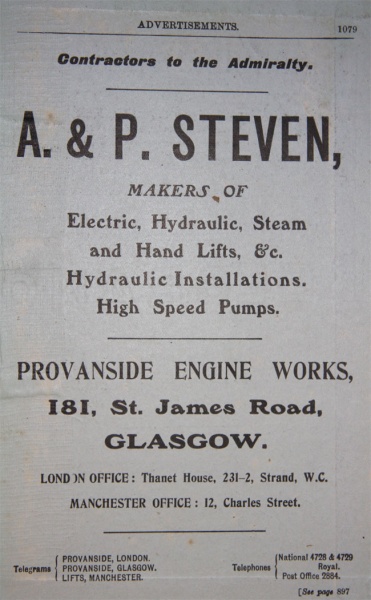 ADVERTISEMENTS. 1079
Contractors to the Admiralty.
A. & P. STEVEN,
MAKERS OF
Electric, Hydraulic, Steam
and Hand Lifts, &c.
Hydraulic Installations.
High Speed Pumps.
PROVANSIDE ENGINE WORKS,
181, St. James Road,
GLASGOW.
LONDON OFFICE: Thanet House, 231-2, Strand, W.C.
MANCHESTER OFFICE: 12, Charles Street.
Telegrams { PROVANSIDE, LONDON.
PROVANSIDE, GLASGOW.
LIFTS, MANCHESTER.
Telephones { National 4728 & 4729
Royal.
Post Office 2684.
[See page 897